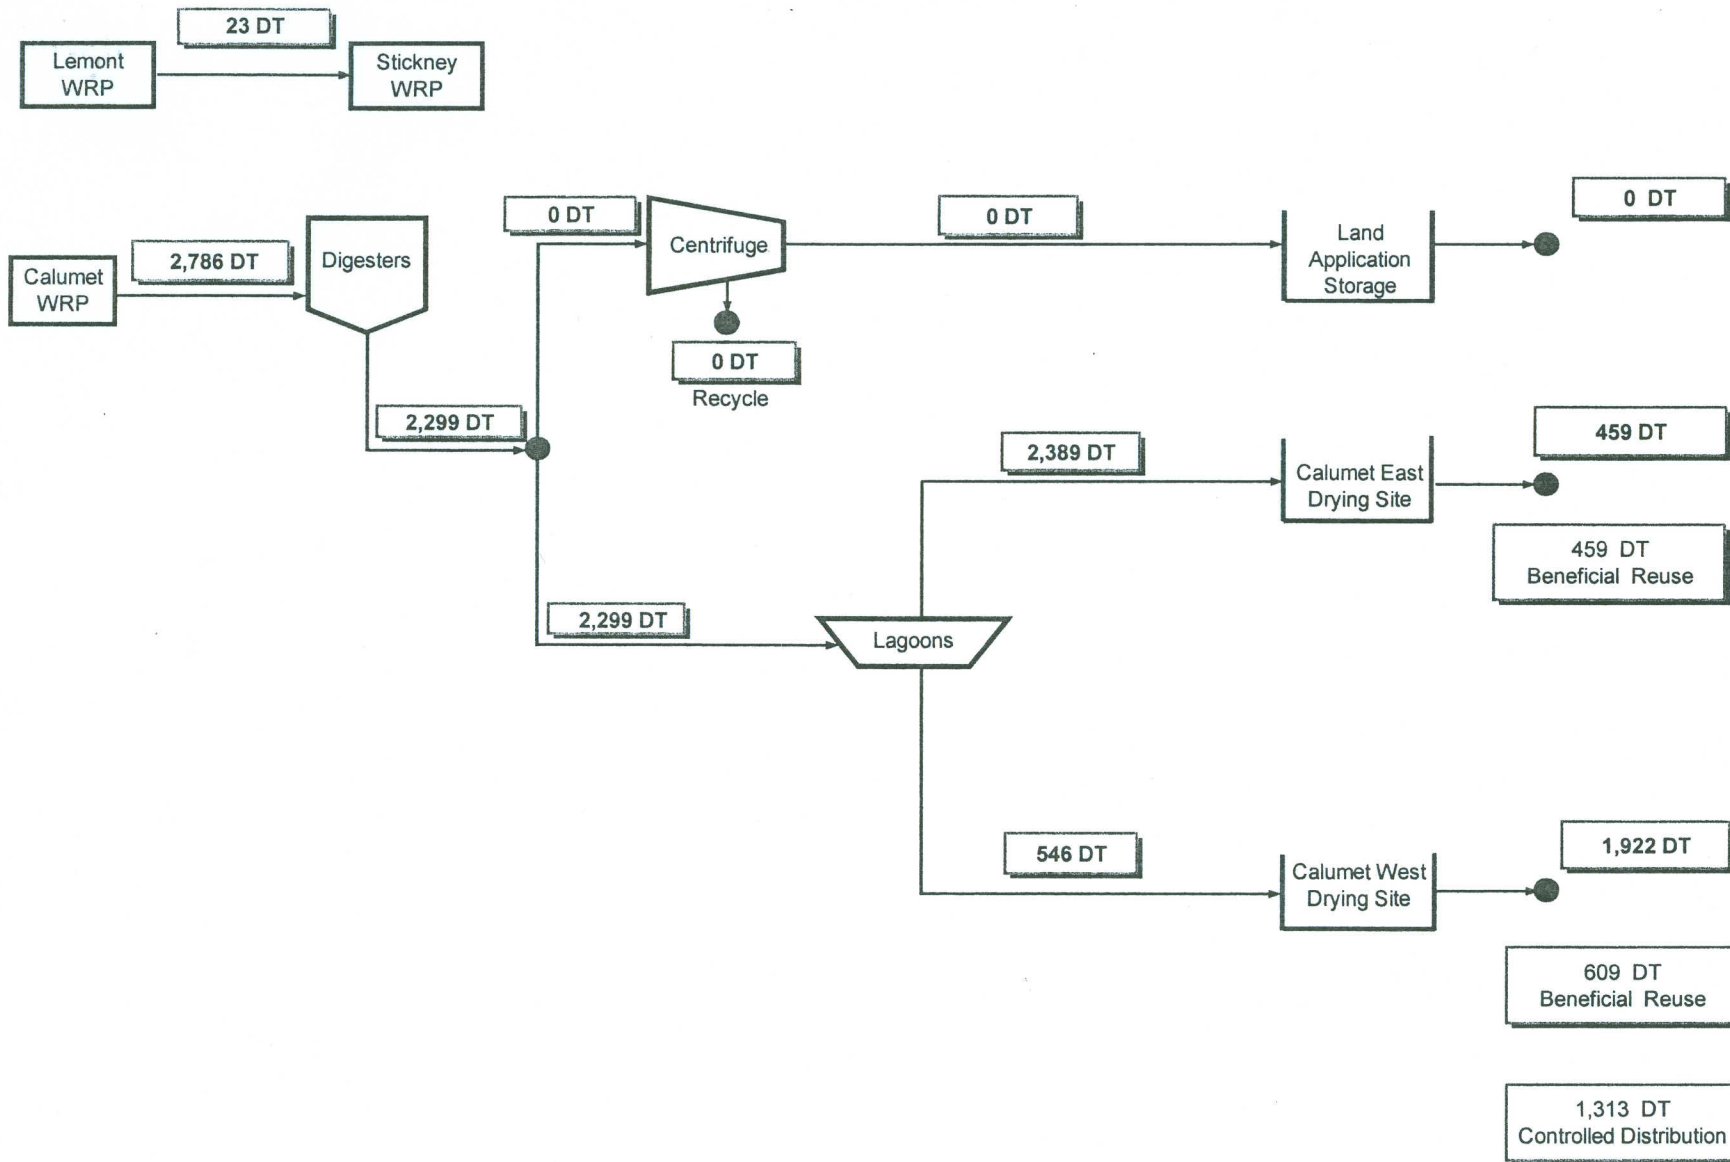 23 DT
Lemont
WRP
Stickney
WRP
0 DT
0 DT
0 DT
Centrifuge
Land
Application
Storage
Calumet
WRP
2,786 DT
Digesters
0 DT
Recycle
2,299 DT
2,389 DT
Calumet East
Drying Site
459 DT
459 DT
Beneficial Reuse
2,299 DT
Lagoons
546 DT
Calumet West
Drying Site
1,922 DT
609 DT
Beneficial Reuse
1,313 DT
Controlled Distribution